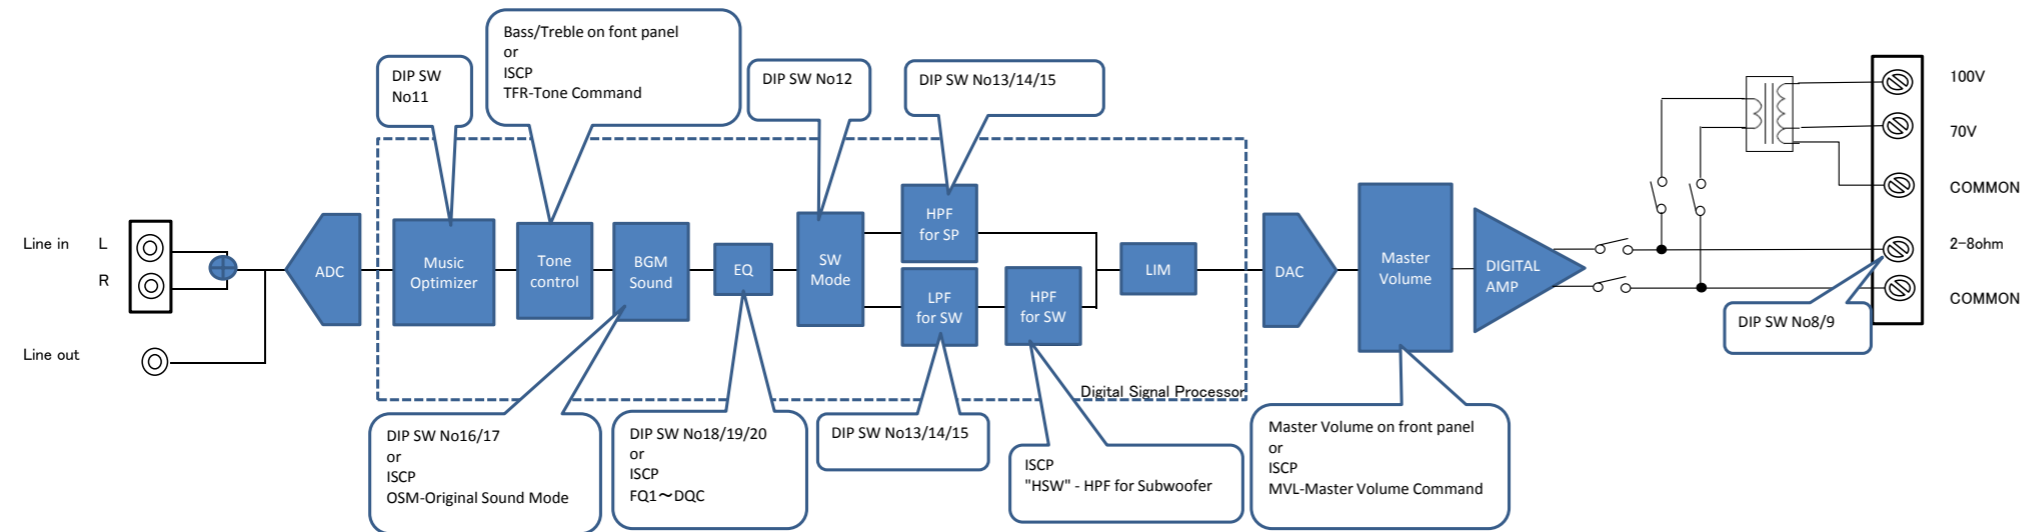 Bass/Treble on font panel
or
ISCP
TFR-Tone Command
DIP SW
No11
DIP SW No12
DIP SW No13/14/15
100V
70V
COMMON
2-8ohm
COMMON
Line in
L
R
Line out
ADC
Music
Optimizer
Tone
control
BGM
Sound
EQ
SW
Mode
HPF
for SP
LPF
for SW
HPF
for SW
LIM
DAC
Master
Volume
DIGITAL
AMP
DIP SW No8/9
Digital Signal Processor
DIP SW No16/17
or
ISCP
OSM-Original Sound Mode
DIP SW No18/19/20
or
ISCP
FQ1～DQC
DIP SW No13/14/15
ISCP
"HSW" - HPF for Subwoofer
Master Volume on front panel
or
ISCP
MVL-Master Volume Command